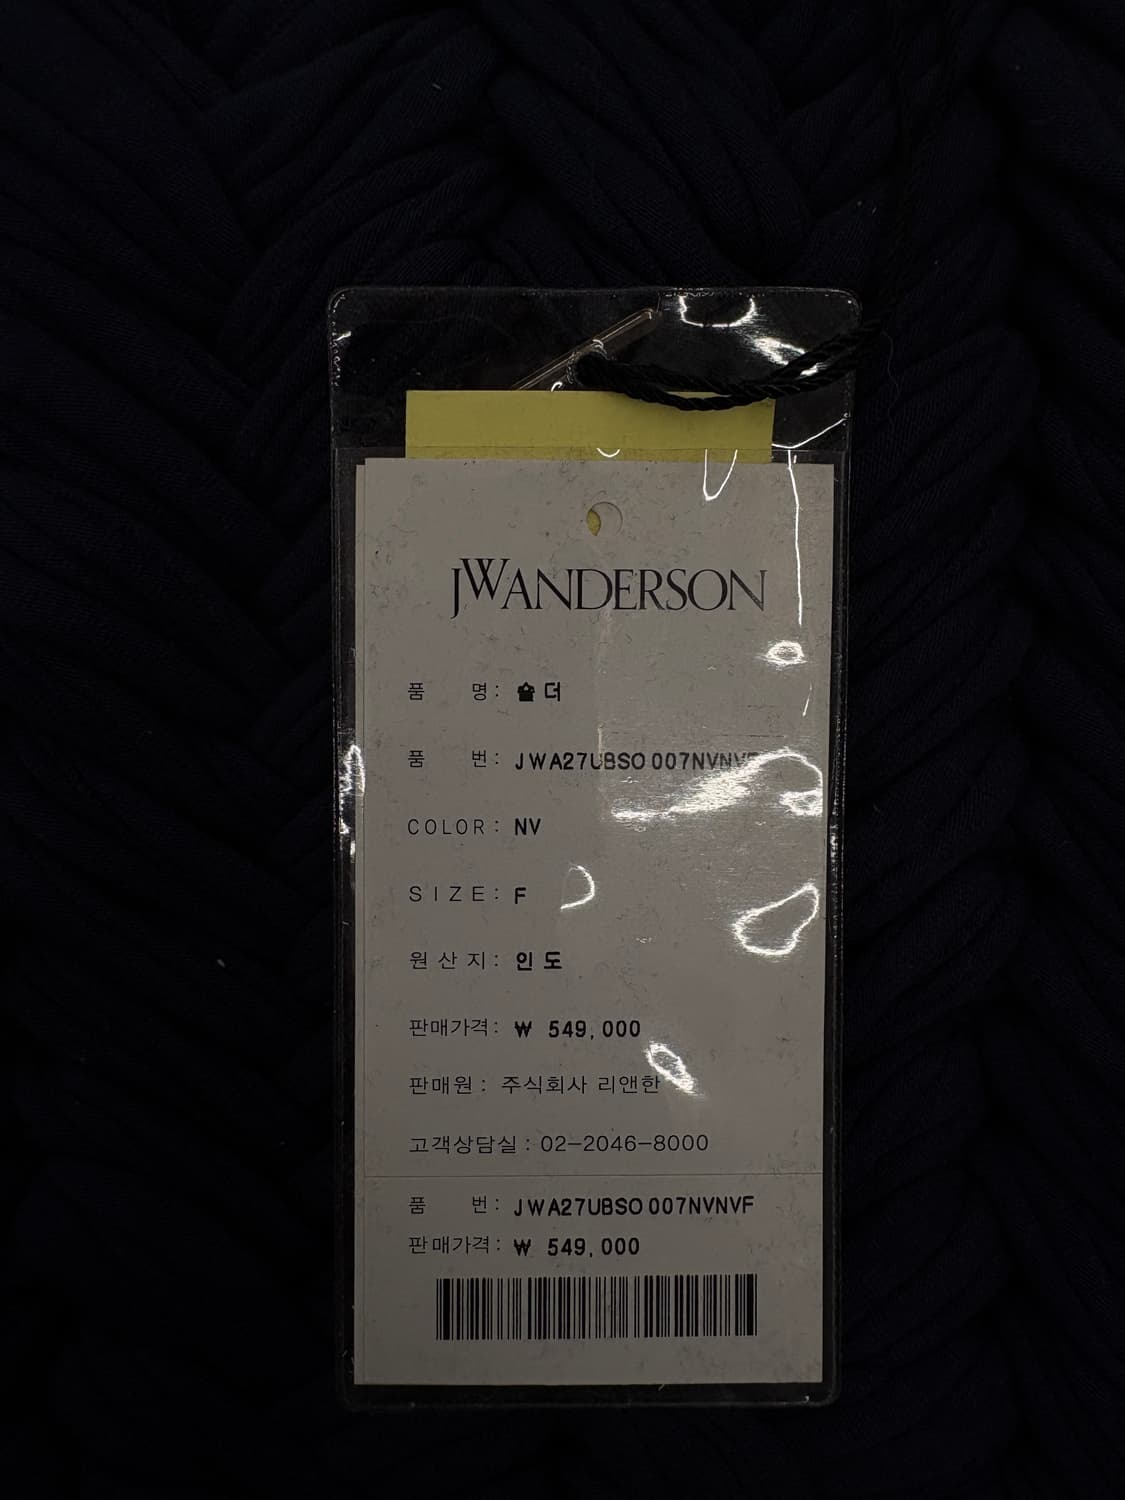 JWANDERSON
품 명: 숄더
품 번: JWA27UBSO007NVNVF
COLOR: NV
SIZE: F
원산지: 인도
판매가격: ₩ 549,000
판매원: 주식회사 리앤한
고객상담실: 02-2046-8000
품 번: JWA27UBSO007NVNVF
판매가격: ₩ 549,000